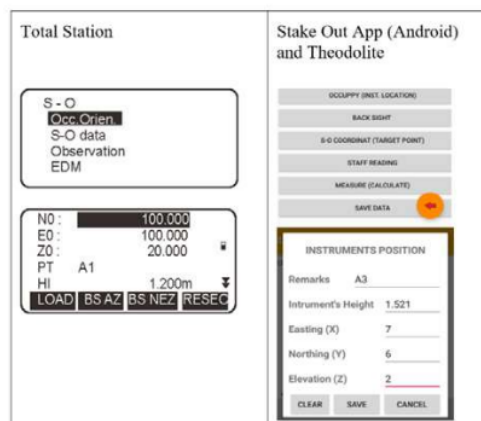 Total Station
S - O
Occ.Orien.
S-O data
Observation
EDM
N0 : 100.000
E0 : 100.000
Z0 : 20.000
PT A1
HI 1.200m
LOAD BS AZ BS NEZ RESEC
Stake Out App (Android)
and Theodolite
OCCUPPY (INST. LOCATION)
BACK SIGHT
S-O COORDINAT (TARGET POINT)
STAFF READING
MEASURE (CALCULATE)
SAVE DATA
INSTRUMENTS POSITION
Remarks A3
Intrument's Height 1.521
Easting (X) 7
Northing (Y) 6
Elevation (Z) 2
CLEAR SAVE CANCEL